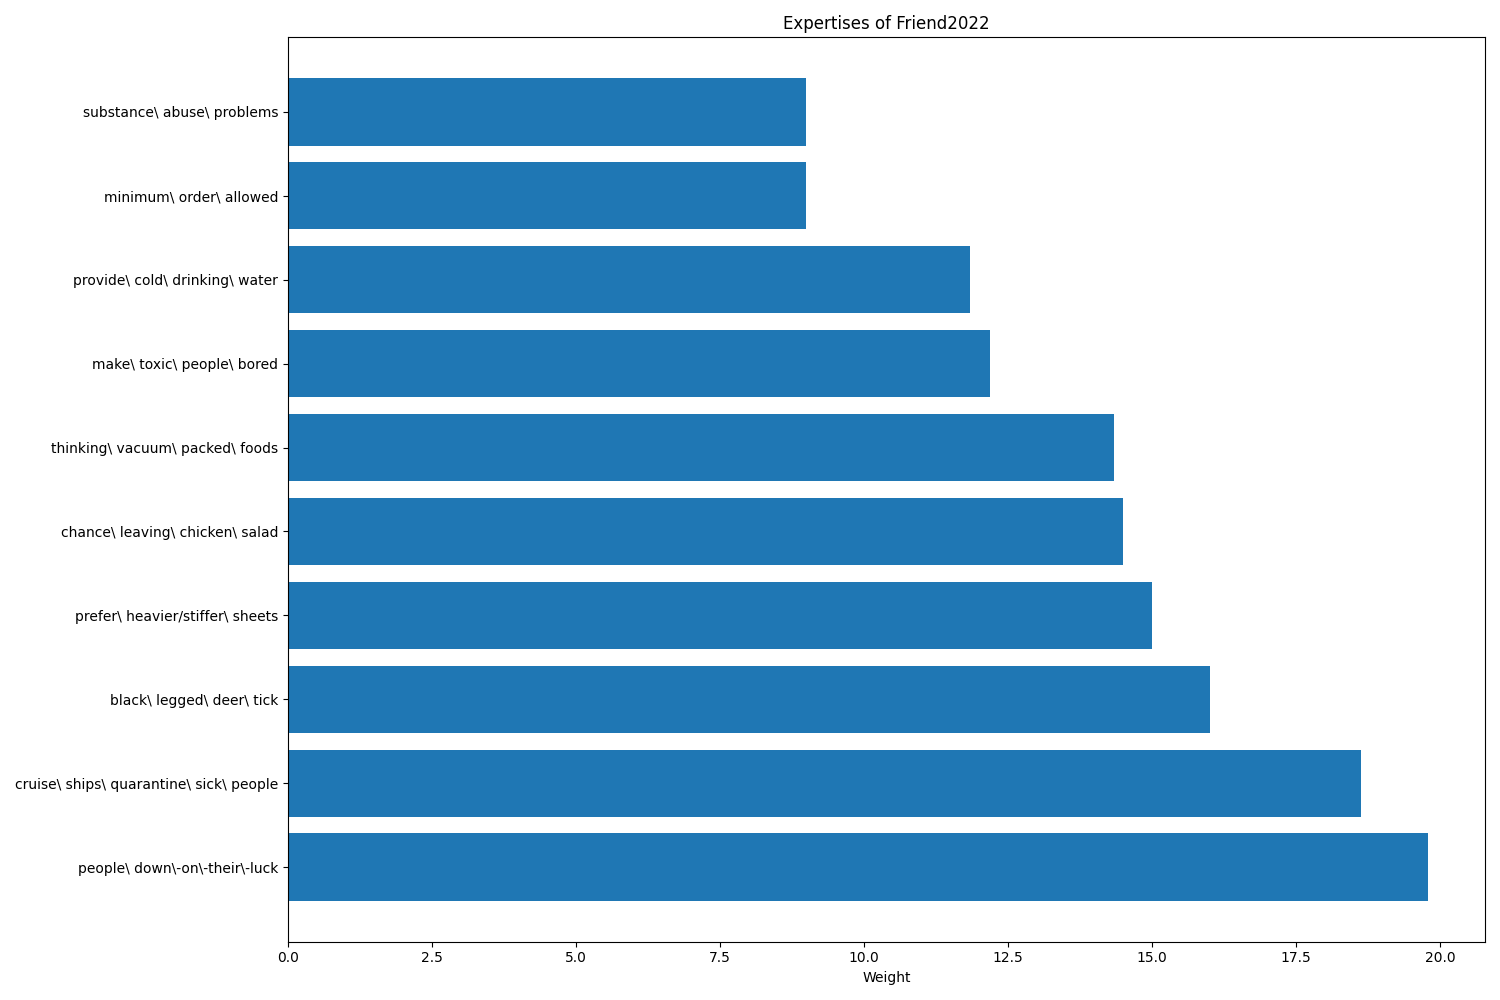 Expertises of Friend2022
substance\ abuse\ problems
minimum\ order\ allowed
provide\ cold\ drinking\ water
make\ toxic\ people\ bored
thinking\ vacuum\ packed\ foods
chance\ leaving\ chicken\ salad
prefer\ heavier/stiffer\ sheets
black\ legged\ deer\ tick
cruise\ ships\ quarantine\ sick\ people
people\ down\-on\-their\-luck
0.0 2.5 5.0 7.5 10.0 12.5 15.0 17.5 20.0
Weight